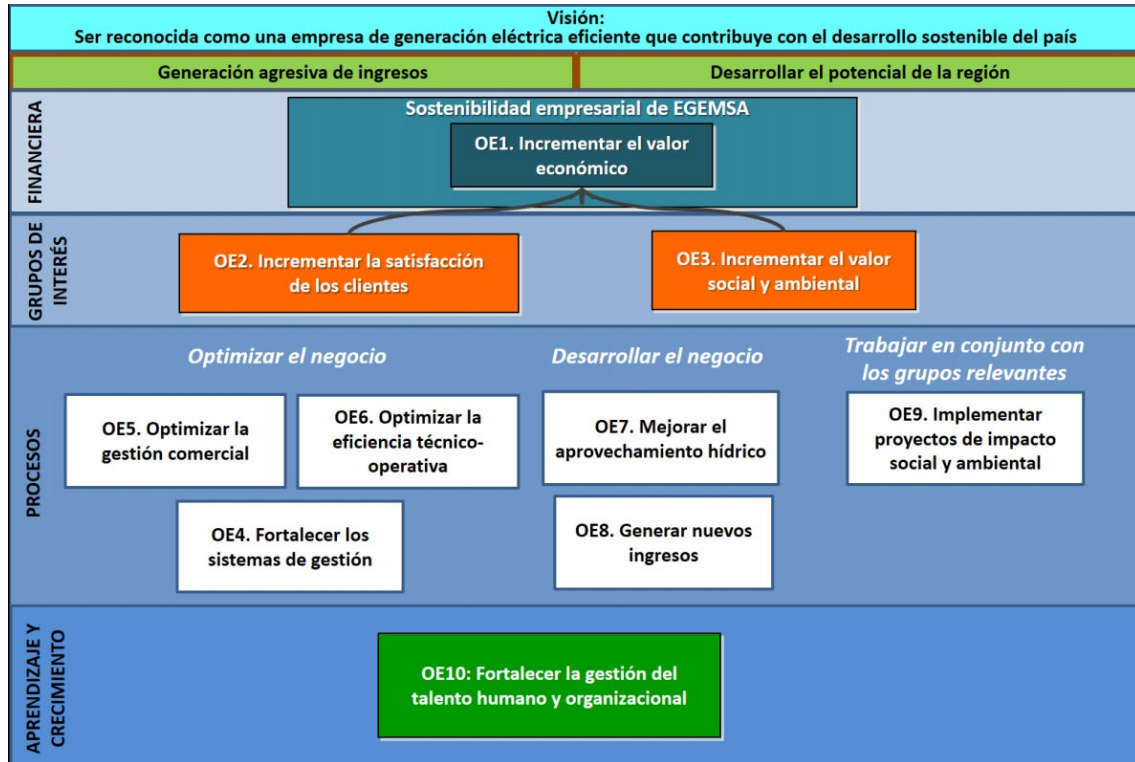 Visión:
Ser reconocida como una empresa de generación eléctrica eficiente que contribuye con el desarrollo sostenible del país
Generación agresiva de ingresos
Desarrollar el potencial de la región
FINANCIERA
Sostenibilidad empresarial de EGEMSA
OE1. Incrementar el valor
económico
GRUPOS DE
INTERÉS
OE2. Incrementar la satisfacción
de los clientes
OE3. Incrementar el valor
social y ambiental
PROCESOS
Optimizar el negocio
OE5. Optimizar la
gestión comercial
OE6. Optimizar la
eficiencia técnico-
operativa
OE4. Fortalecer los
sistemas de gestión
Desarrollar el negocio
OE7. Mejorar el
aprovechamiento hídrico
OE8. Generar nuevos
ingresos
Trabajar en conjunto con
los grupos relevantes
OE9. Implementar
proyectos de impacto
social y ambiental
APRENDIZAJE Y
CRECIMIENTO
OE10: Fortalecer la gestión del
talento humano y organizacional